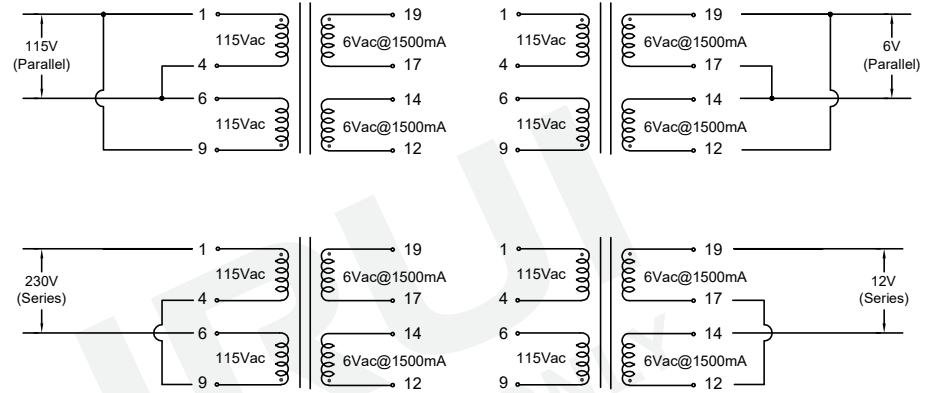 1 19 1 19
115V (Parallel) 115Vac 6Vac@1500mA 115Vac 6Vac@1500mA 6V (Parallel)
4 17 4 17
6 14 6 14
115Vac 6Vac@1500mA 115Vac 6Vac@1500mA
9 12 9 12
1 19 1 19
230V (Series) 115Vac 6Vac@1500mA 115Vac 6Vac@1500mA 12V (Series)
4 17 4 17
6 14 6 14
115Vac 6Vac@1500mA 115Vac 6Vac@1500mA
9 12 9 12